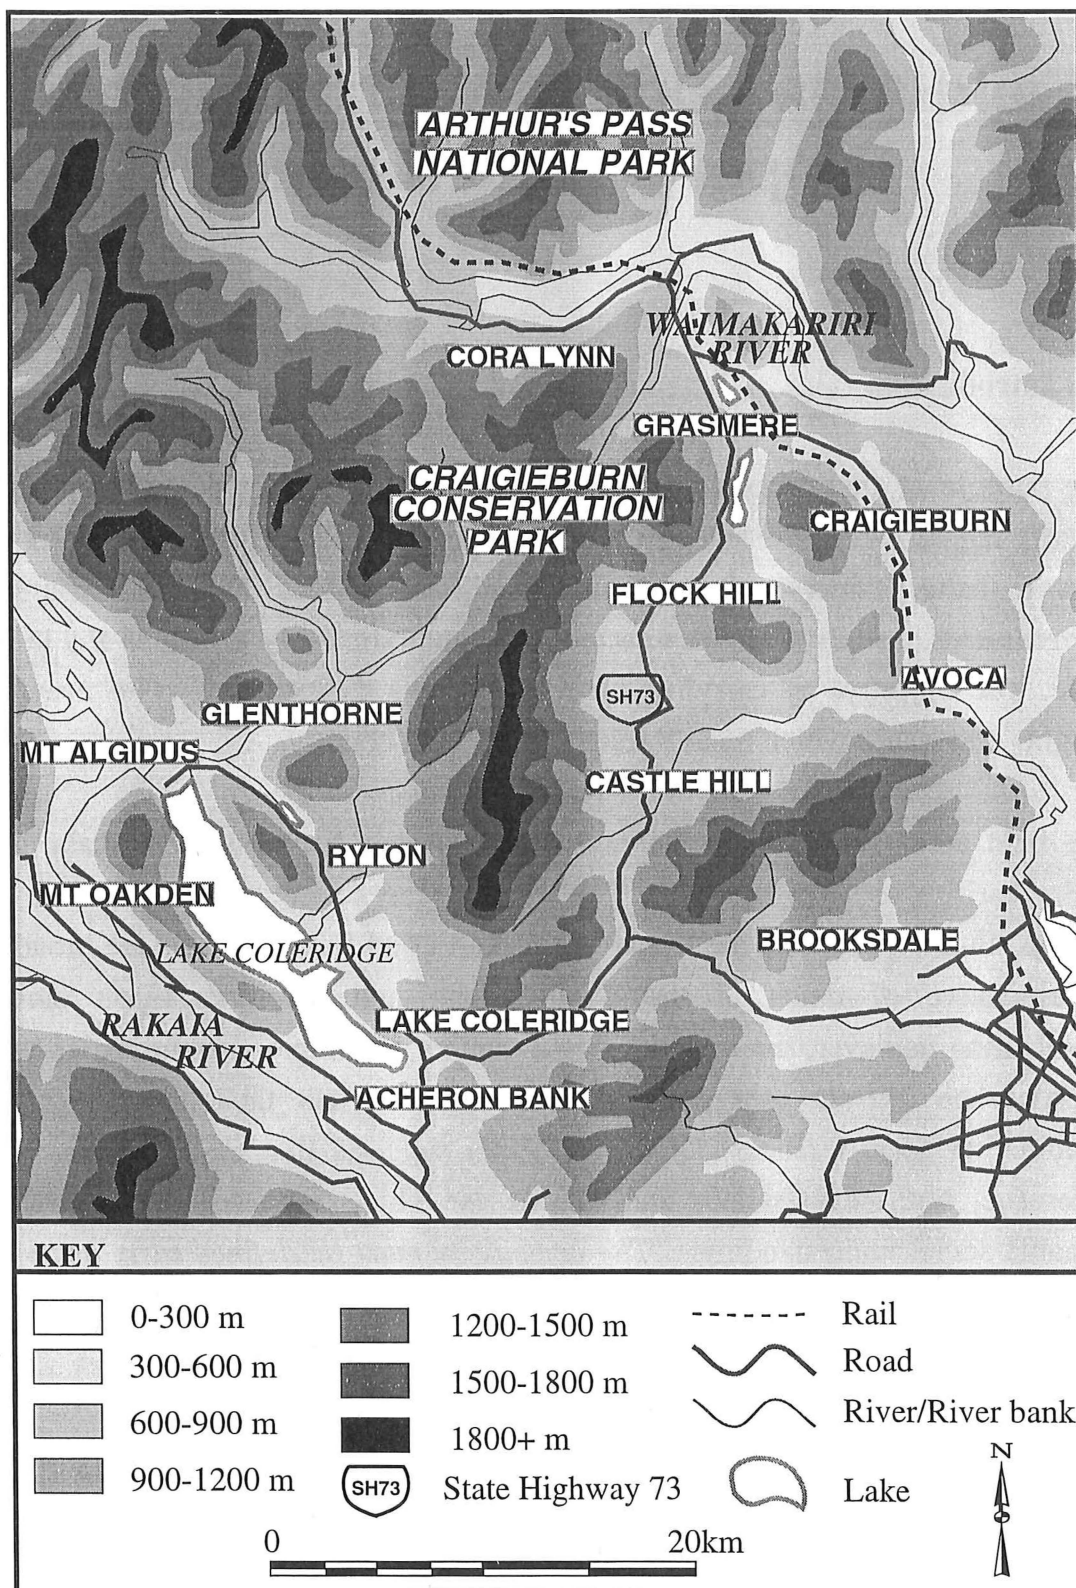 ARTHUR'S PASS
NATIONAL PARK
WAIMAKARIRI
RIVER
CORA LYNN
GRASMERE
CRAIGIEBURN
CONSERVATION
PARK
CRAIGIEBURN
FLOCK HILL
AVOCA
SH73
GLENTHORNE
MT ALGIDUS
CASTLE HILL
RYTON
MT OAKDEN
BROOKSDALE
LAKE COLERIDGE
RAKAIA
RIVER
LAKE COLERIDGE
ACHERON BANK
KEY
0-300 m
300-600 m
600-900 m
900-1200 m
1200-1500 m
1500-1800 m
1800+ m
SH73 State Highway 73
Rail
Road
River/River bank
Lake
N
0 20km